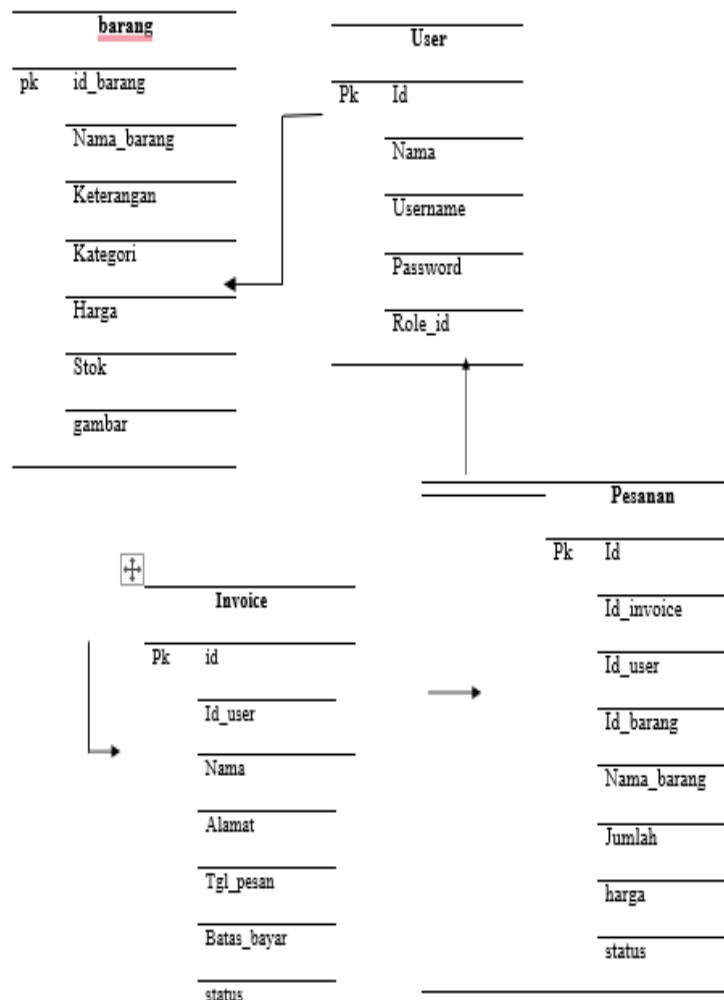 barang
pk id_barang
Nama_barang
Keterangan
Kategori
Harga
Stok
gambar
User
Pk Id
Nama
Username
Password
Role_id
Invoice
Pk id
Id_user
Nama
Alamat
Tgl_pesan
Batas_bayar
status
Pesanan
Pk Id
Id_invoice
Id_user
Id_barang
Nama_barang
Jumlah
harga
status